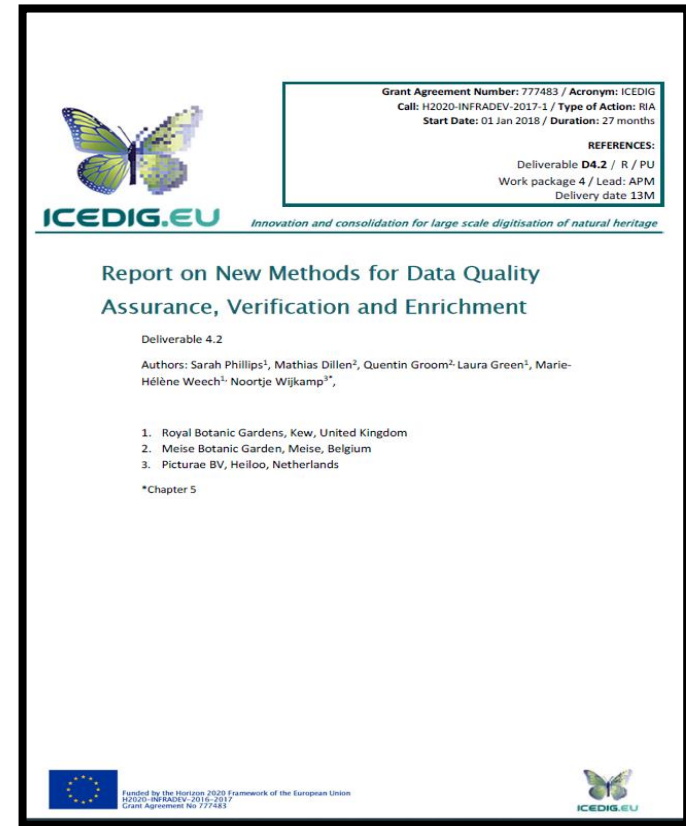 Grant Agreement Number: 777483 / Acronym: ICEDIG
Call: H2020-INFRADEV-2017-1 / Type of Action: RIA
Start Date: 01 Jan 2018 / Duration: 27 months
REFERENCES:
Deliverable D4.2 / R / PU
Work package 4 / Lead: APM
Delivery date 13M
ICEDIG.EU
Innovation and consolidation for large scale digitisation of natural heritage
Report on New Methods for Data Quality
Assurance, Verification and Enrichment
Deliverable 4.2
Authors: Sarah Phillips¹, Mathias Dillen², Quentin Groom²,  Laura Green¹, Marie-
Hélène Weech¹, Noortje Wijkamp³*,
1. Royal Botanic Gardens, Kew, United Kingdom
2. Meise Botanic Garden, Meise, Belgium
3. Picturae BV, Heiloo, Netherlands
*Chapter 5
Funded by the Horizon 2020 Framework of the European Union
H2020-INFRADEV-2016-2017
Grant Agreement No 777483
ICEDIG.EU